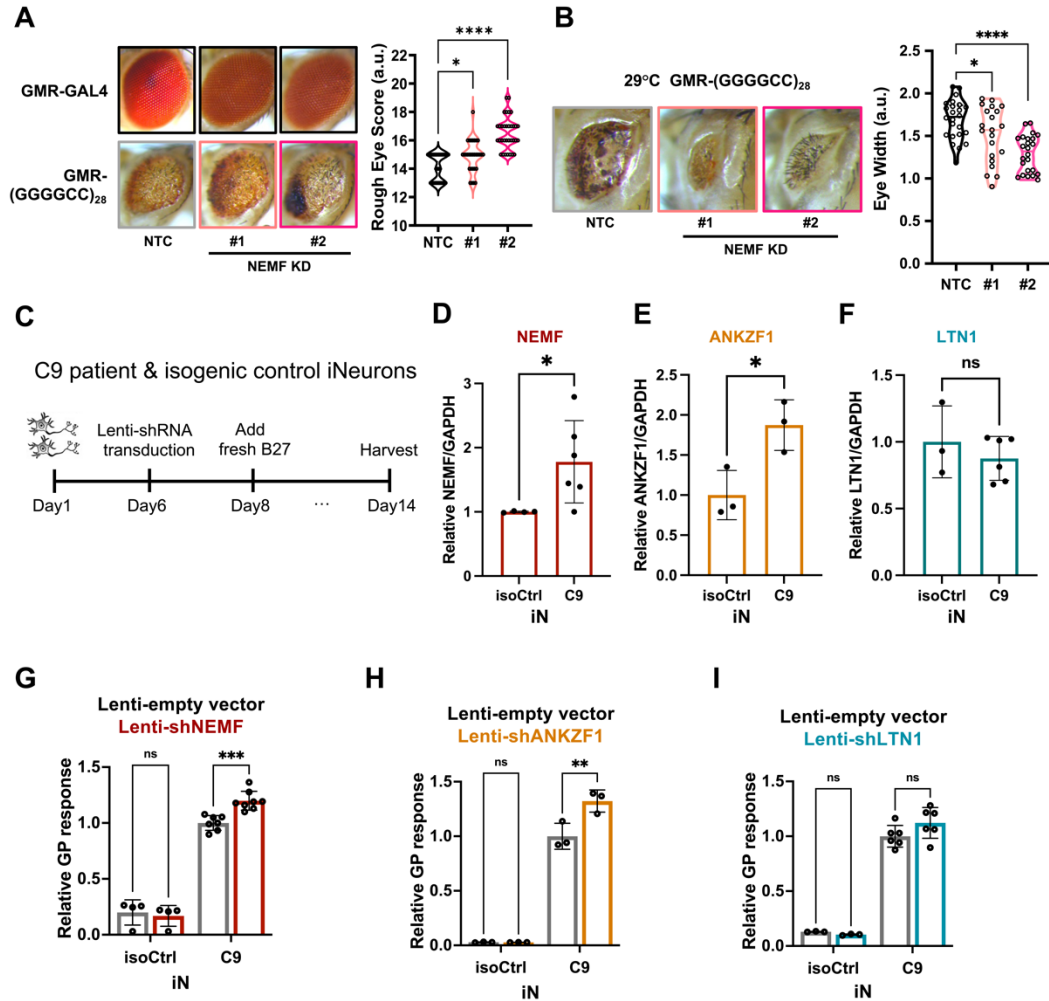 A
GMR-GAL4
GMR-
(GGGGCC)28
NTC
#1
#2
NEMF KD
Rough Eye Score (a.u.)
18
16
14
12
10
*
****
NTC
#1
#2
B
29°C GMR-(GGGGCC)28
NTC
#1
#2
NEMF KD
Eye Width (a.u.)
2.5
2.0
1.5
1.0
0.5
0.0
*
****
NTC
#1
#2
C
C9 patient & isogenic control iNeurons
Lenti-shRNA
transduction
Add
fresh B27
Harvest
Day1
Day6
Day8
...
Day14
D
NEMF
*
Relative NEMF/GAPDH
3
2
1
0
isoCtrl
C9
iN
E
ANKZF1
*
Relative ANKZF1/GAPDH
2.5
2.0
1.5
1.0
0.5
0.0
isoCtrl
C9
iN
F
LTN1
ns
Relative LTN1/GAPDH
1.5
1.0
0.5
0.0
isoCtrl
C9
iN
G
Lenti-empty vector
Lenti-shNEMF
ns
***
Relative GP response
1.5
1.0
0.5
0.0
isoCtrl
C9
iN
H
Lenti-empty vector
Lenti-shANKZF1
ns
**
Relative GP response
1.5
1.0
0.5
0.0
isoCtrl
C9
iN
I
Lenti-empty vector
Lenti-shLTN1
ns
ns
Relative GP response
1.5
1.0
0.5
0.0
isoCtrl
C9
iN